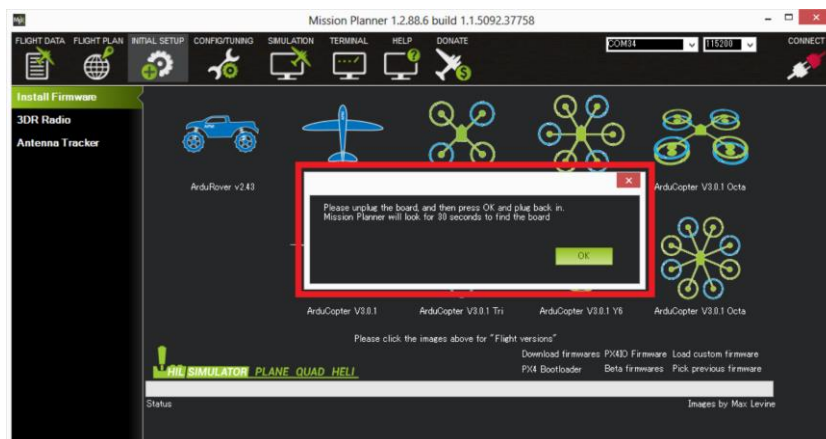 Mission Planner 1.2.88.6 build 1.1.5092.37758
FLIGHT DATA FLIGHT PLAN INITIAL SETUP CONFIG/TUNING SIMULATION TERMINAL HELP DONATE
COM34 115200 CONNECT
Install Firmware
3DR Radio
Antenna Tracker
ArduRover v2.43
ArduCopter V3.0.1 Octa
Please unplug the board, and then press OK and plug back in.
Mission Planner will look for 30 seconds to find the board
OK
ArduCopter V3.0.1 ArduCopter V3.0.1 Tri ArduCopter V3.0.1 Y6 ArduCopter V3.0.1 Octa
Please click the images above for "Flight versions"
Download firmwares PX4IO Firmware Load custom firmware
HIL SIMULATOR PLANE QUAD HELI
PX4 Bootloader Beta firmwares Pick previous firmware
Status
Images by Max Levine